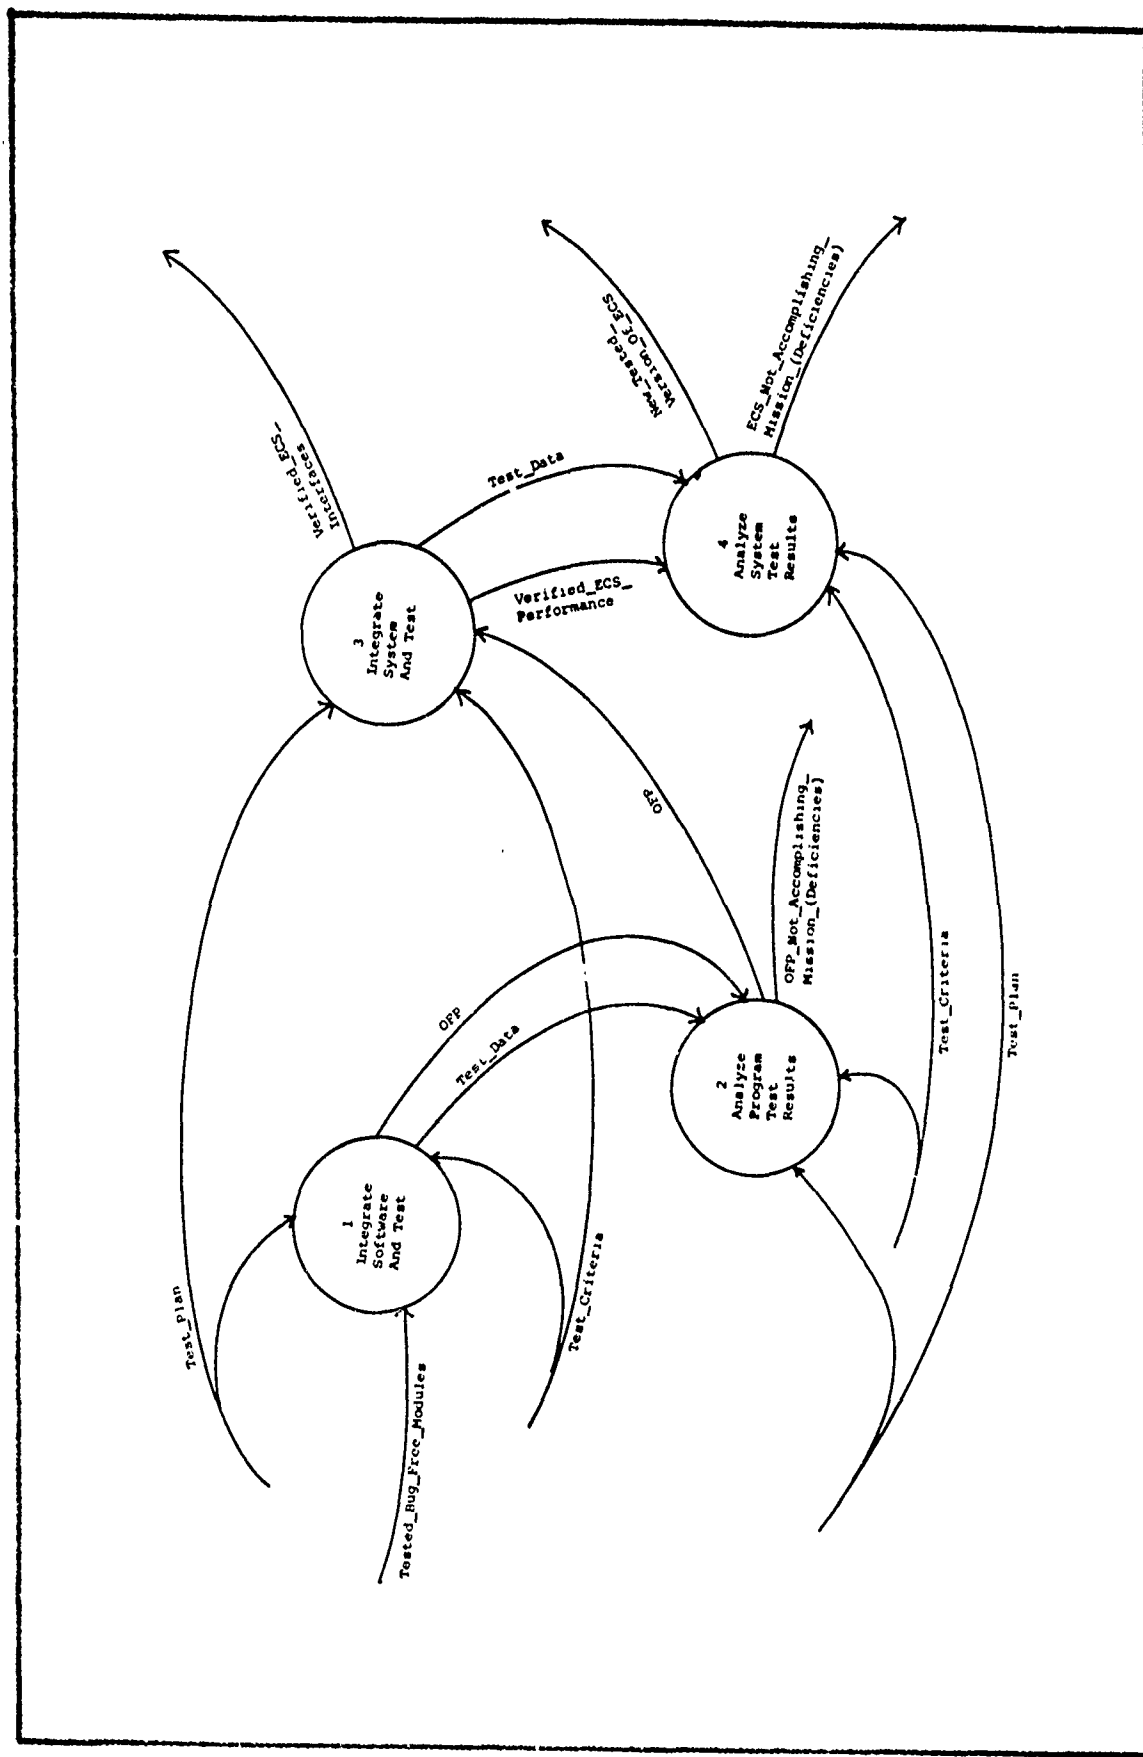 Test_Plan
Tested_Bug_Free_Modules
1
Integrate
Software
And Test
Test_Criteria
OFP
Test_Data
2
Analyze
Program
Test
Results
OFP_Not_Accomplishing_
Mission_(Deficiencies)
Test_Criteria
Test_Plan
OFP
3
Integrate
System
And Test
Verified_ECS_
Interfaces
Test_Data
Verified_ECS_
Performance
4
Analyze
System
Test
Results
New_Tested_
Version_Of_ECS
ECS_Not_Accomplishing_
Mission_(Deficiencies)